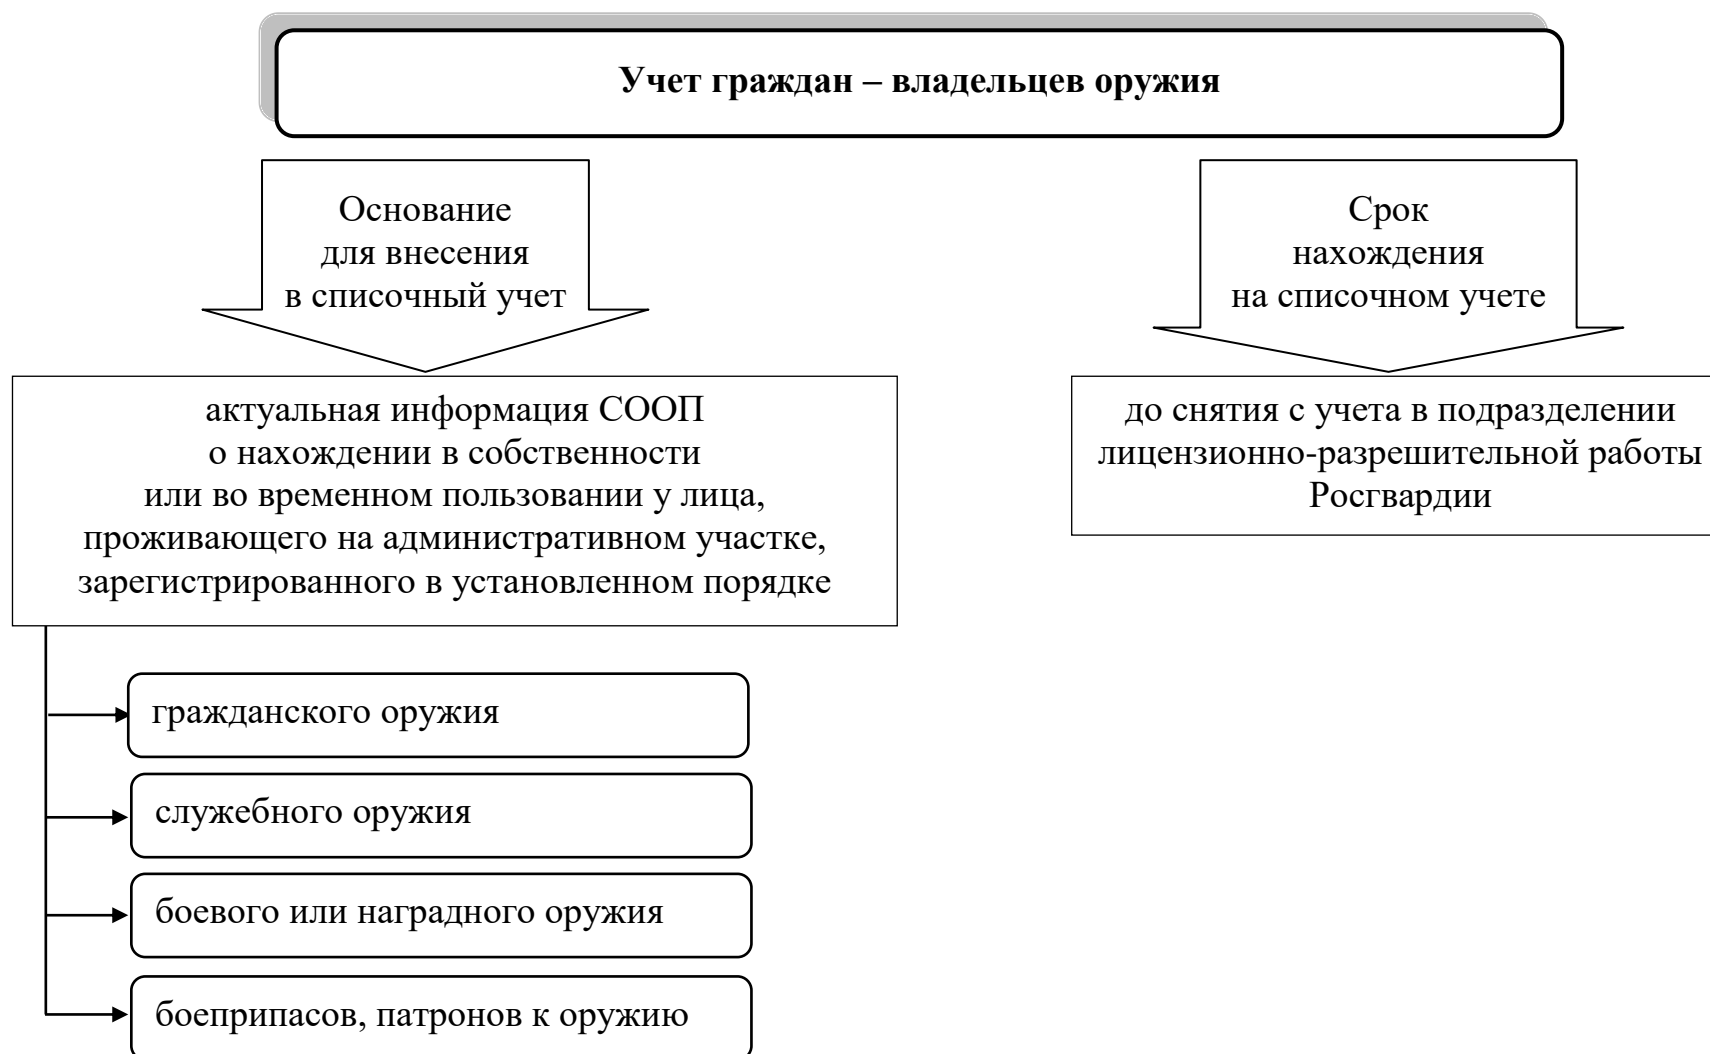 Учет граждан – владельцев оружия
Основание
для внесения
в списочный учет
Срок
нахождения
на списочном учете
актуальная информация СООП
о нахождении в собственности
или во временном пользовании у лица,
проживающего на административном участке,
зарегистрированного в установленном порядке
до снятия с учета в подразделении
лицензионно-разрешительной работы
Росгвардии
гражданского оружия
служебного оружия
боевого или наградного оружия
боеприпасов, патронов к оружию